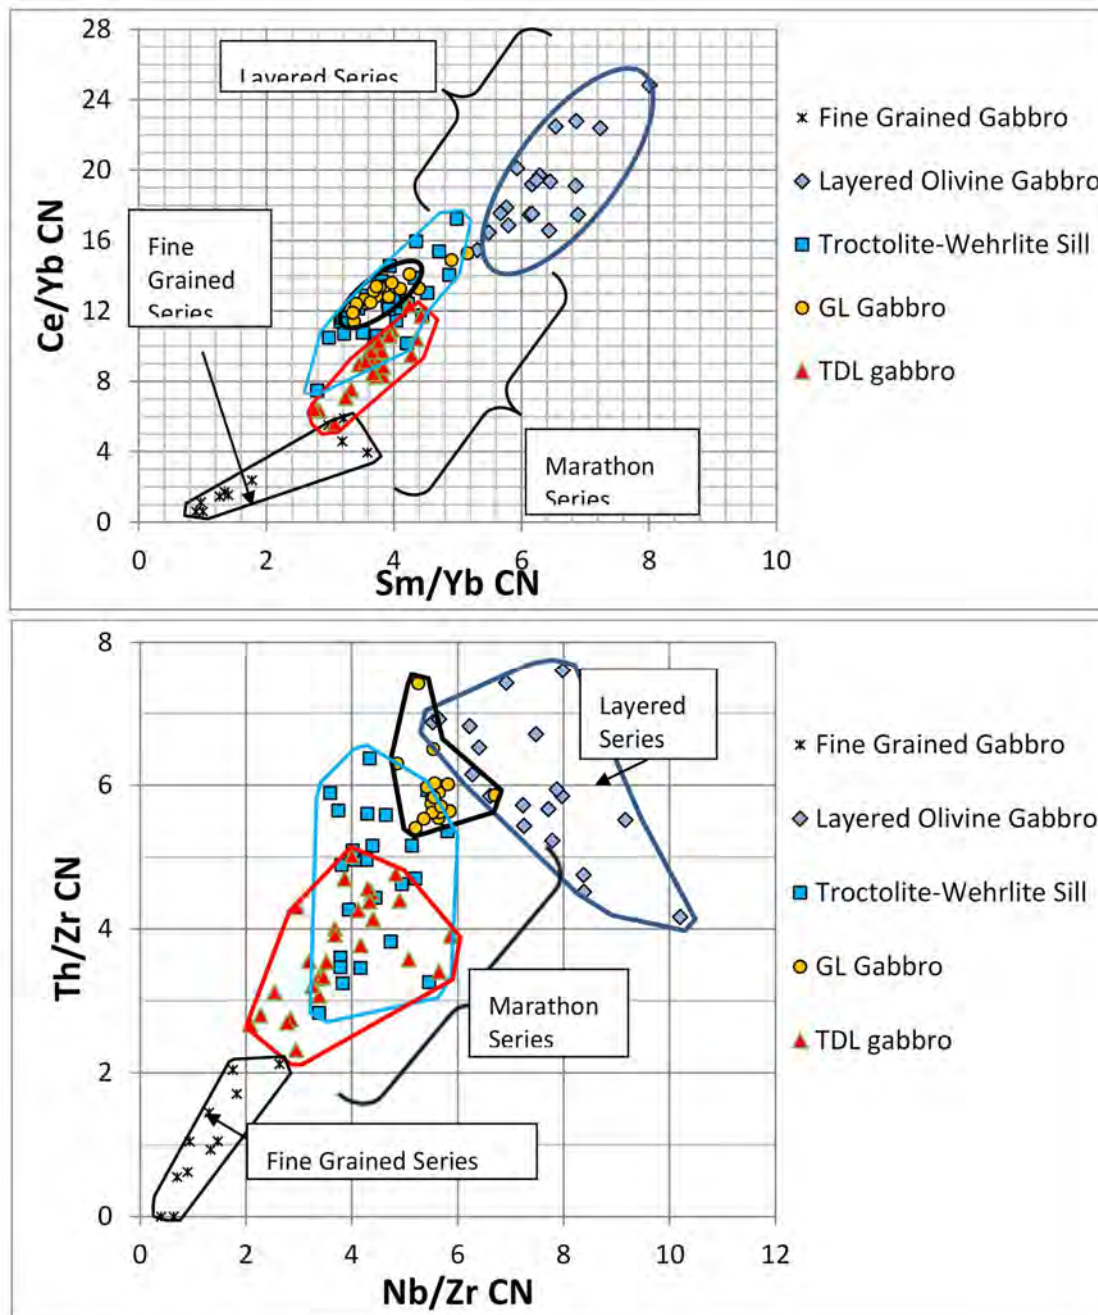 28
24
20
16
12
8
4
0
Ce/Yb CN
Layered Series
Fine
Grained
Series
Marathon
Series
0 2 4 6 8 10
Sm/Yb CN
Fine Grained Gabbro
Layered Olivine Gabbro
Troctolite-Wehrlite Sill
GL Gabbro
TDL gabbro
8
6
4
2
0
Th/Zr CN
Layered
Series
Marathon
Series
Fine Grained Series
0 2 4 6 8 10 12
Nb/Zr CN
Fine Grained Gabbro
Layered Olivine Gabbro
Troctolite-Wehrlite Sill
GL Gabbro
TDL gabbro